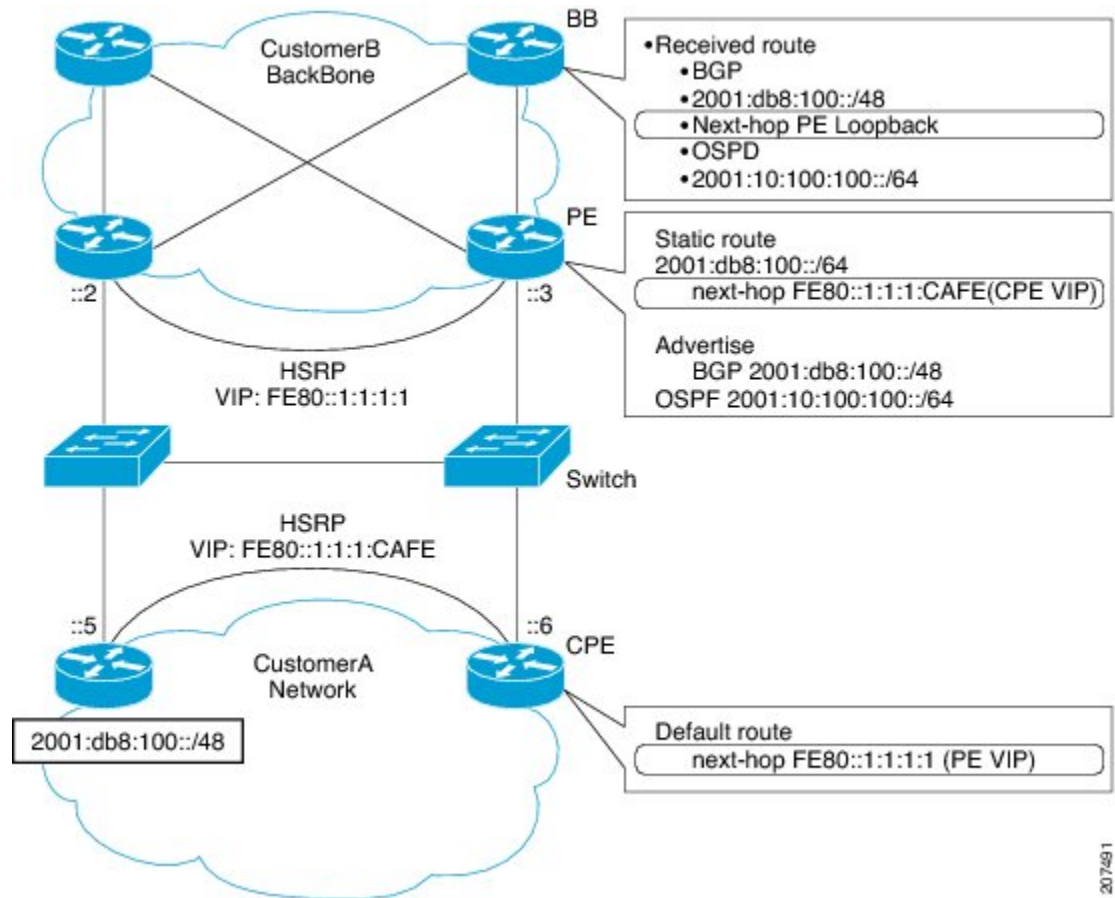 BB
CustomerB
BackBone
•Received route
•BGP
•2001:db8:100::/48
•Next-hop PE Loopback
•OSPD
•2001:10:100:100::/64
PE
Static route
2001:db8:100::/64
next-hop FE80::1:1:1:CAFE(CPE VIP)
Advertise
BGP 2001:db8:100::/48
OSPF 2001:10:100:100::/64
::2
::3
HSRP
VIP: FE80::1:1:1:1
Switch
HSRP
VIP: FE80::1:1:1:CAFE
::5
::6
CPE
CustomerA
Network
2001:db8:100::/48
Default route
next-hop FE80::1:1:1:1 (PE VIP)
207491